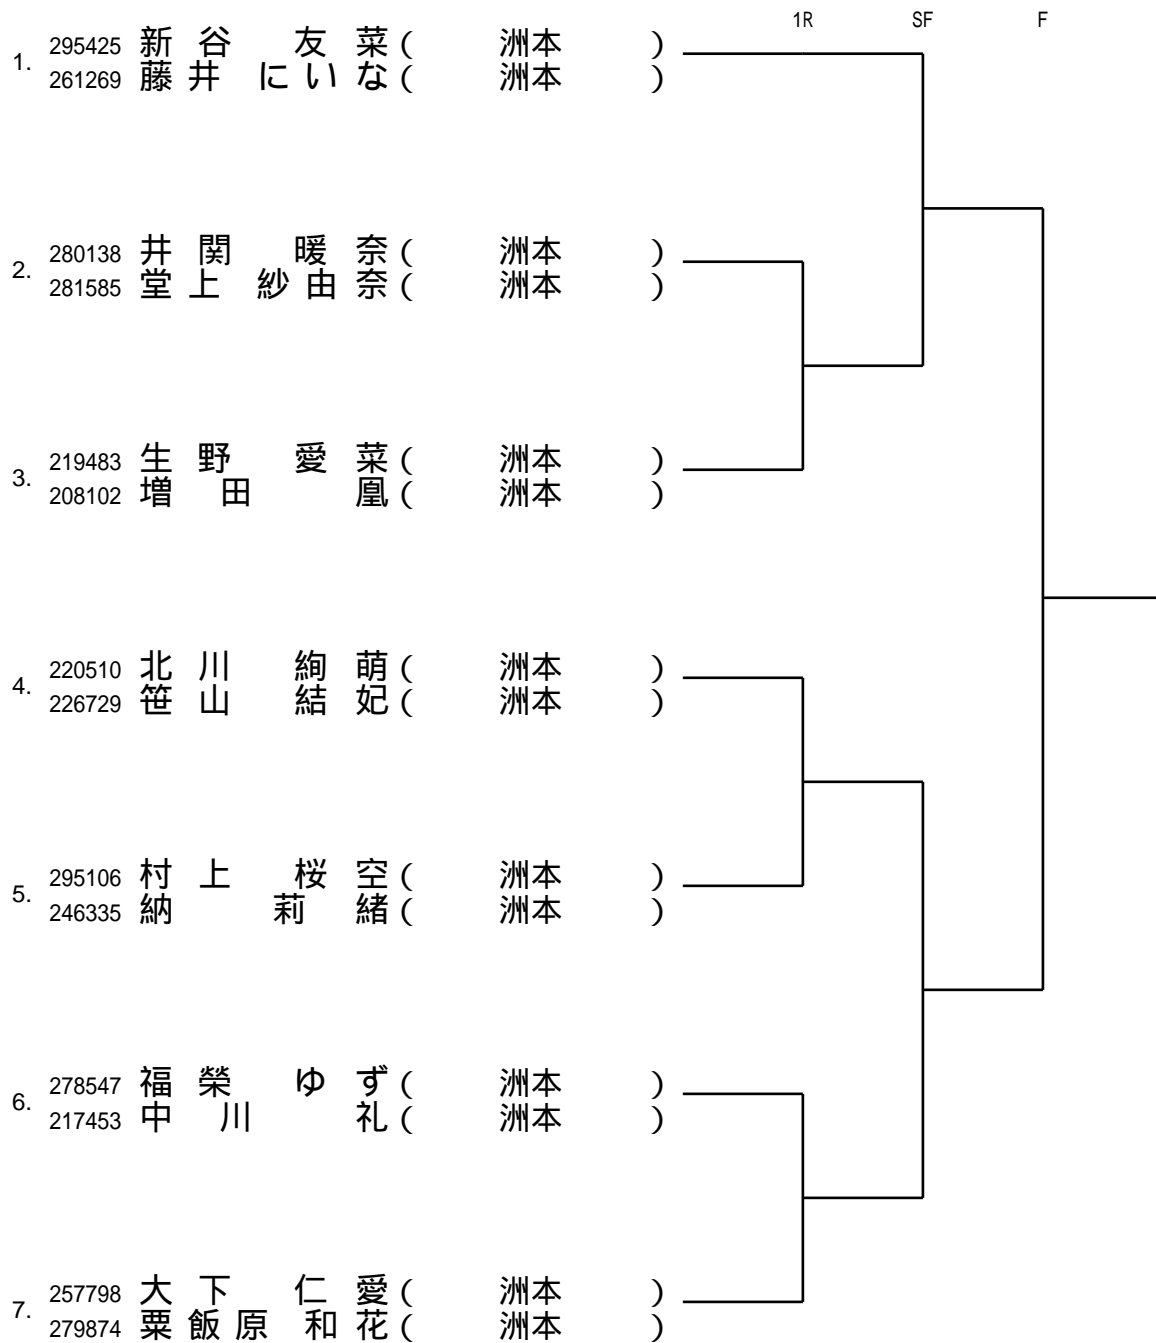 1R SF F
1. 295425 新谷 友菜 ( 洲本 )
261269 藤井 にいな ( 洲本 )
2. 280138 井関 暖奈 ( 洲本 )
281585 堂上 紗由奈 ( 洲本 )
3. 219483 生野 愛菜 ( 洲本 )
208102 増田 凰 ( 洲本 )
4. 220510 北川 絢萌 ( 洲本 )
226729 笹山 結妃 ( 洲本 )
5. 295106 村上 桜空 ( 洲本 )
246335 納 莉緒 ( 洲本 )
6. 278547 福榮 ゆず ( 洲本 )
217453 中川 礼 ( 洲本 )
7. 257798 大下 仁愛 ( 洲本 )
279874 粟飯原 和花 ( 洲本 )